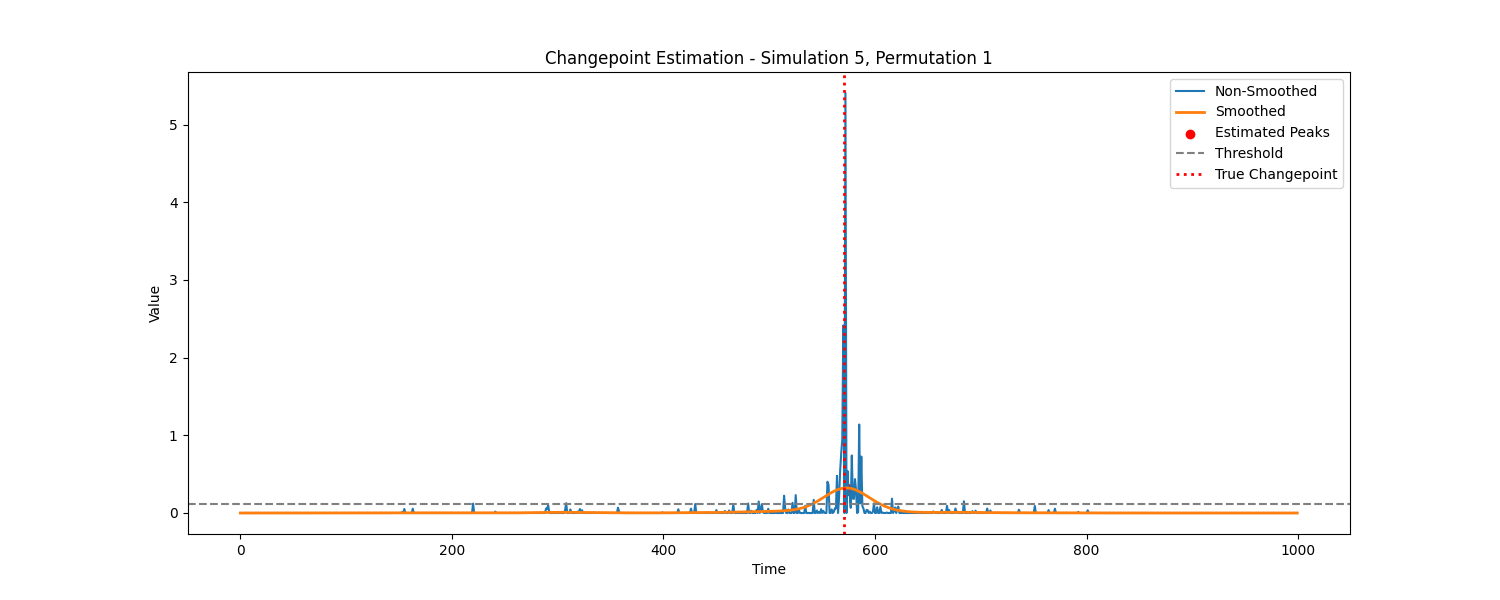 Changepoint Estimation - Simulation 5, Permutation 1
Non-Smoothed
Smoothed
Estimated Peaks
Threshold
True Changepoint
Value
5
4
3
2
1
0
0 200 400 600 800 1000
Time